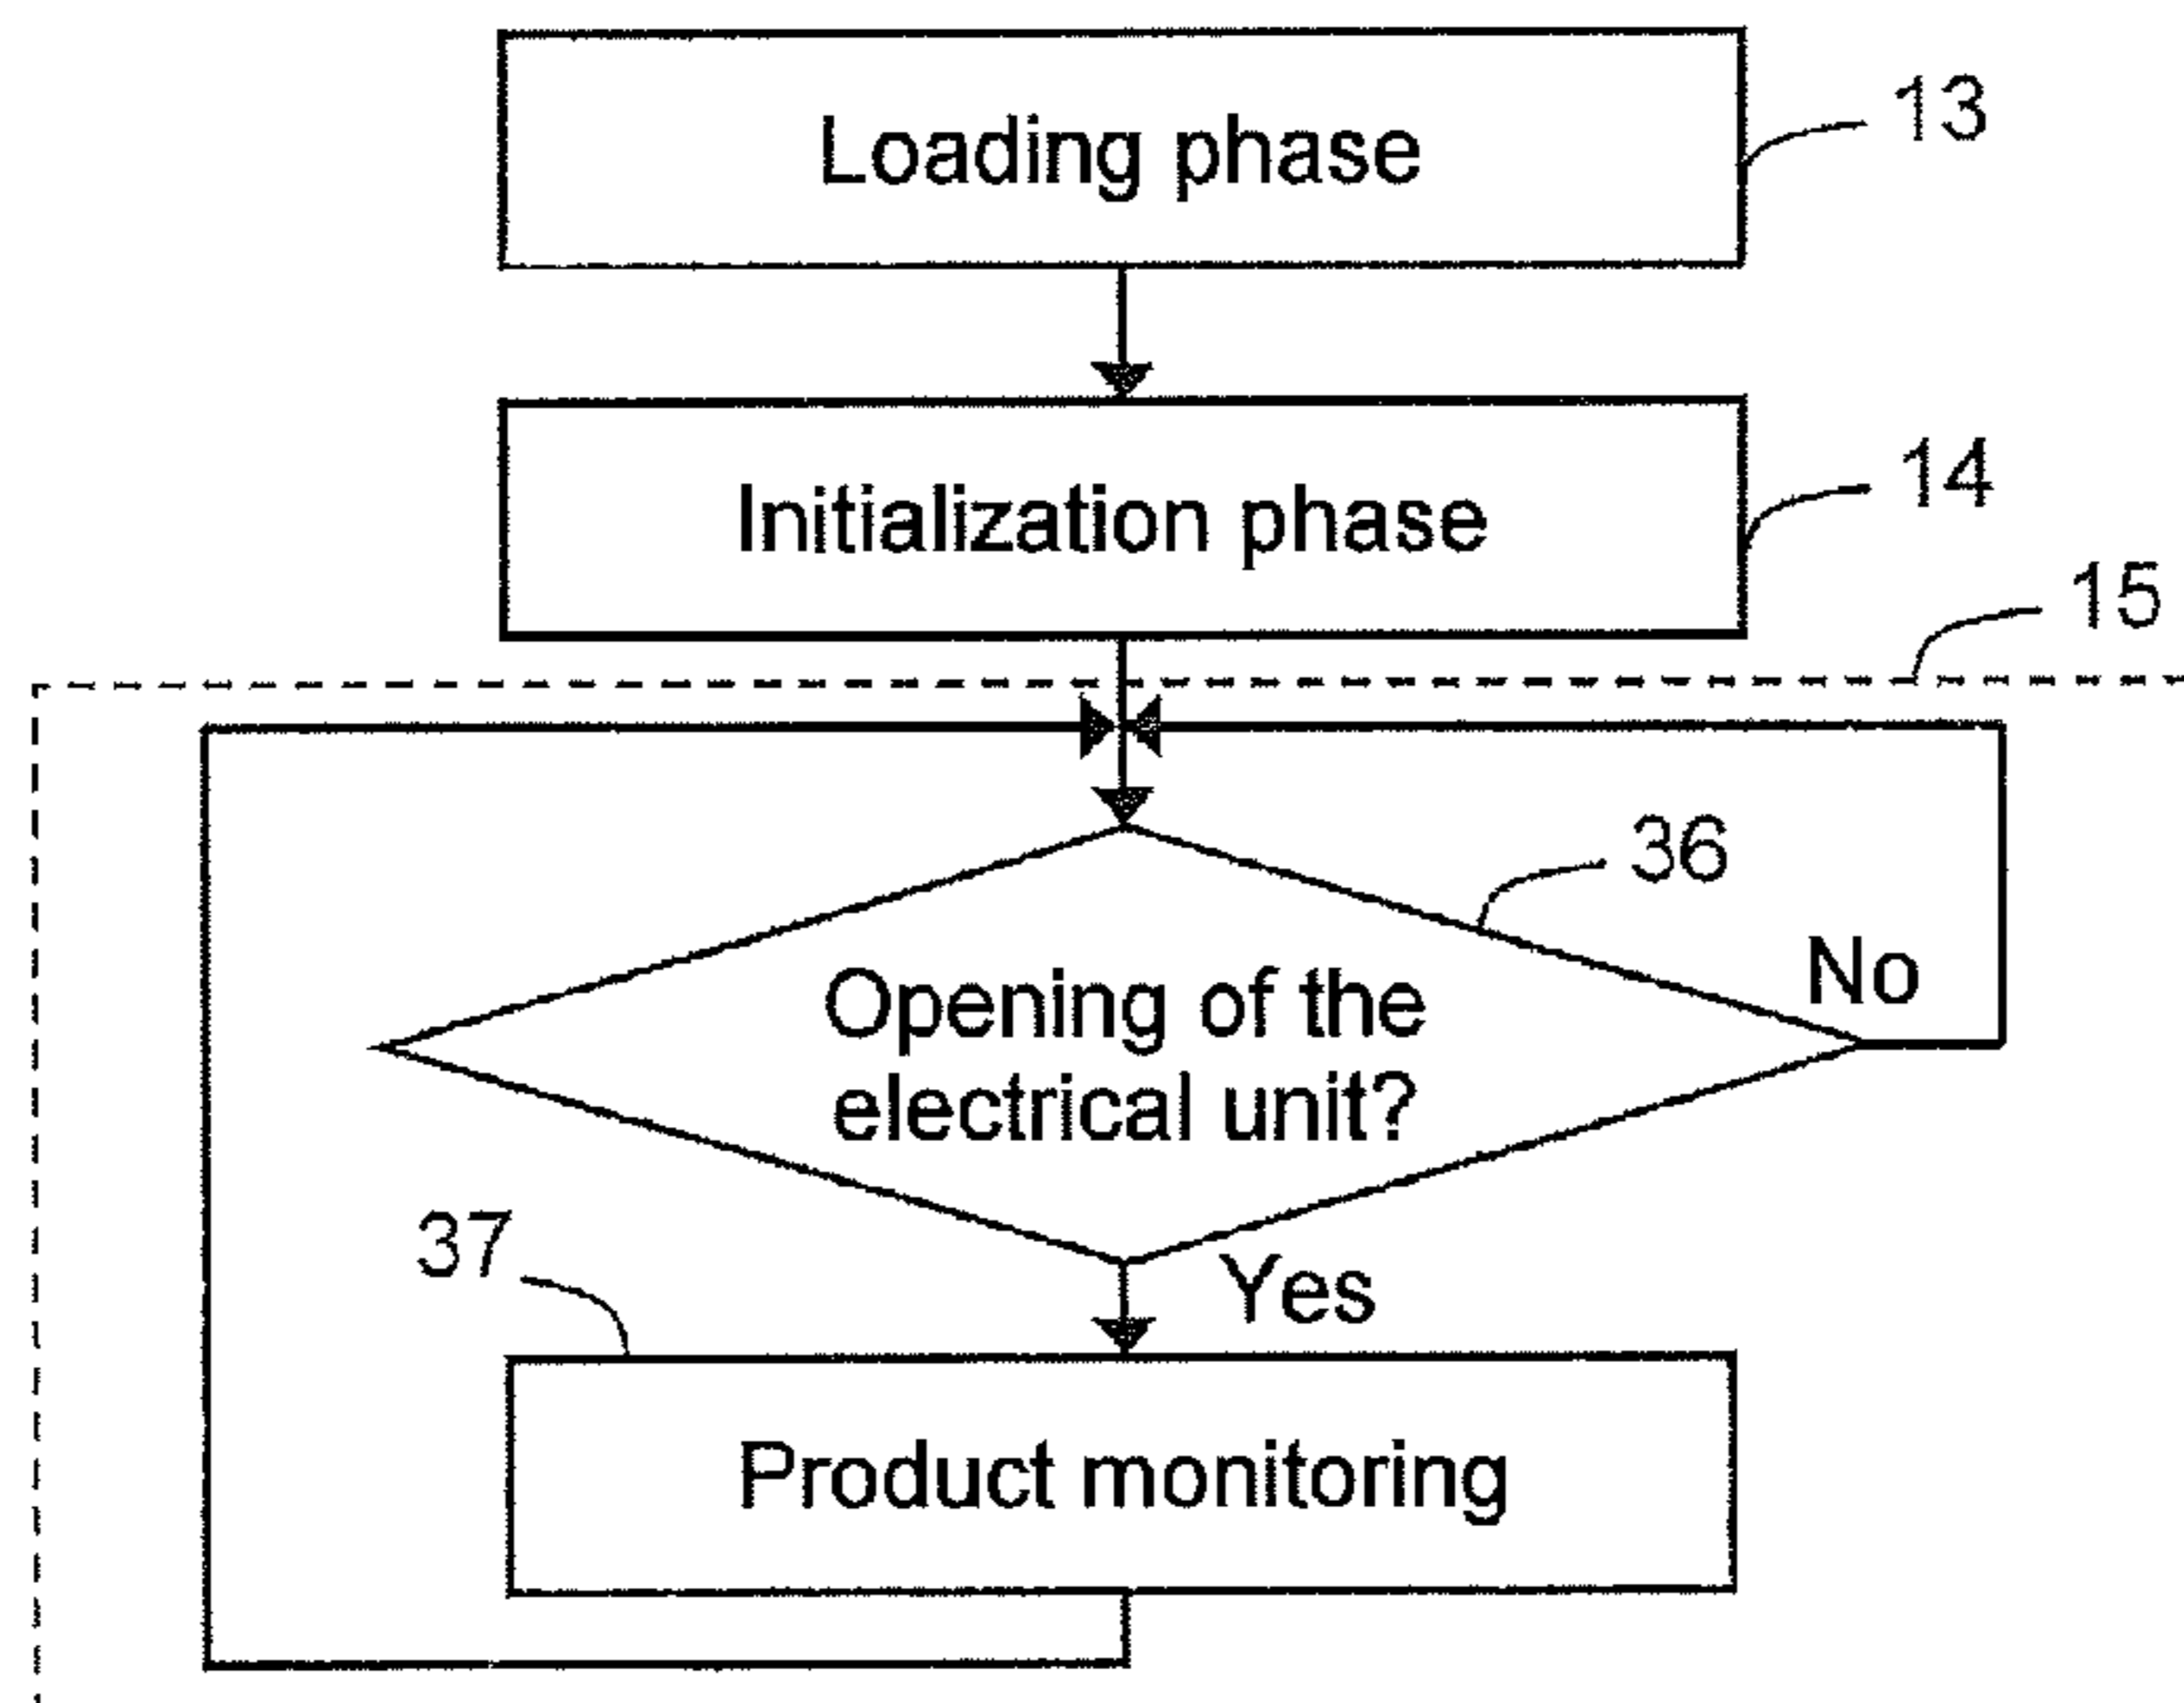 Loading phase
13
Initialization phase
14
15
36
No
Opening of the
electrical unit?
37
Yes
Product monitoring